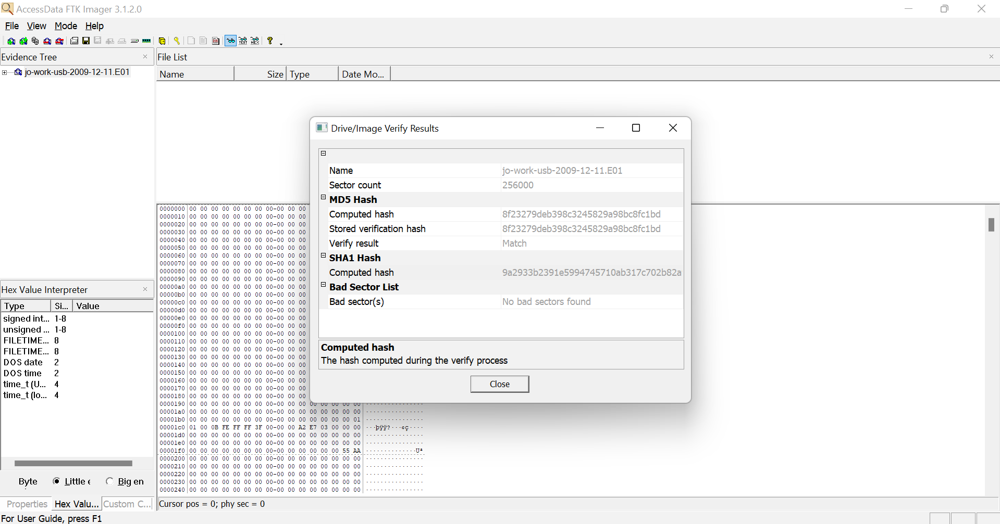 AccessData FTK Imager 3.1.2.0
File View Mode Help
Evidence Tree
jo-work-usb-2009-12-11.E01
File List
Name Size Type Date Mo...
Drive/Image Verify Results
Name jo-work-usb-2009-12-11.E01
Sector count 256000
MD5 Hash
Computed hash 8f23279deb398c3245829a98bc8fc1bd
Stored verification hash 8f23279deb398c3245829a98bc8fc1bd
Verify result Match
SHA1 Hash
Computed hash 9a2933b2391e5994745710ab317c702b82a
Bad Sector List
Bad sector(s) No bad sectors found
Computed hash
The hash computed during the verify process
Close
Hex Value Interpreter
Type Si... Value
signed int... 1-8
unsigned ... 1-8
FILETIME... 8
FILETIME... 8
DOS date 2
DOS time 2
time_t (U... 4
time_t (lo... 4
Byte Little Big en
Properties Hex Valu... Custom C...
0000000 00 00 00 00 00 00 00 00-00 00 00
0000010 00 00 00 00 00 00 00 00-00 00 00
0000020 00 00 00 00 00 00 00 00-00 00 00
0000030 00 00 00 00 00 00 00 00-00 00 00
0000040 00 00 00 00 00 00 00 00-00 00 00
0000050 00 00 00 00 00 00 00 00-00 00 00
0000060 00 00 00 00 00 00 00 00-00 00 00
0000070 00 00 00 00 00 00 00 00-00 00 00
0000080 00 00 00 00 00 00 00 00-00 00 00
0000090 00 00 00 00 00 00 00 00-00 00 00
00000a0 00 00 00 00 00 00 00 00-00 00 00
00000b0 00 00 00 00 00 00 00 00-00 00 00
00000c0 00 00 00 00 00 00 00 00-00 00 00
00000d0 00 00 00 00 00 00 00 00-00 00 00
00000e0 00 00 00 00 00 00 00 00-00 00 00
00000f0 00 00 00 00 00 00 00 00-00 00 00
0000100 00 00 00 00 00 00 00 00-00 00 00
0000110 00 00 00 00 00 00 00 00-00 00 00
0000120 00 00 00 00 00 00 00 00-00 00 00
0000130 00 00 00 00 00 00 00 00-00 00 00
0000140 00 00 00 00 00 00 00 00-00 00 00
0000150 00 00 00 00 00 00 00 00-00 00 00
0000160 00 00 00 00 00 00 00 00-00 00 00
0000170 00 00 00 00 00 00 00 00-00 00 00
0000180 00 00 00 00 00 00 00 00-00 00 00
0000190 00 00 00 00 00 00 00 00-00 00 00 00 00 00 00 00 ················
00001a0 00 00 00 00 00 00 00 00-00 00 00 00 00 00 00 00 ················
00001b0 00 00 00 00 00 00 00 00-00 00 00 00 00 00 00 01 ················
00001c0 01 00 0B FE FF FF 3F 00-00 00 A2 E7 03 00 00 00 ···þÿÿ?···¢ç····
00001d0 00 00 00 00 00 00 00 00-00 00 00 00 00 00 00 00 ················
00001e0 00 00 00 00 00 00 00 00-00 00 00 00 00 00 00 00 ················
00001f0 00 00 00 00 00 00 00 00-00 00 00 00 00 00 55 AA ··············Uª
0000200 00 00 00 00 00 00 00 00-00 00 00 00 00 00 00 00 ················
0000210 00 00 00 00 00 00 00 00-00 00 00 00 00 00 00 00 ················
0000220 00 00 00 00 00 00 00 00-00 00 00 00 00 00 00 00 ················
0000230 00 00 00 00 00 00 00 00-00 00 00 00 00 00 00 00 ················
0000240 00 00 00 00 00 00 00 00-00 00 00 00 00 00 00 00 ················
Cursor pos = 0; phy sec = 0
For User Guide, press F1